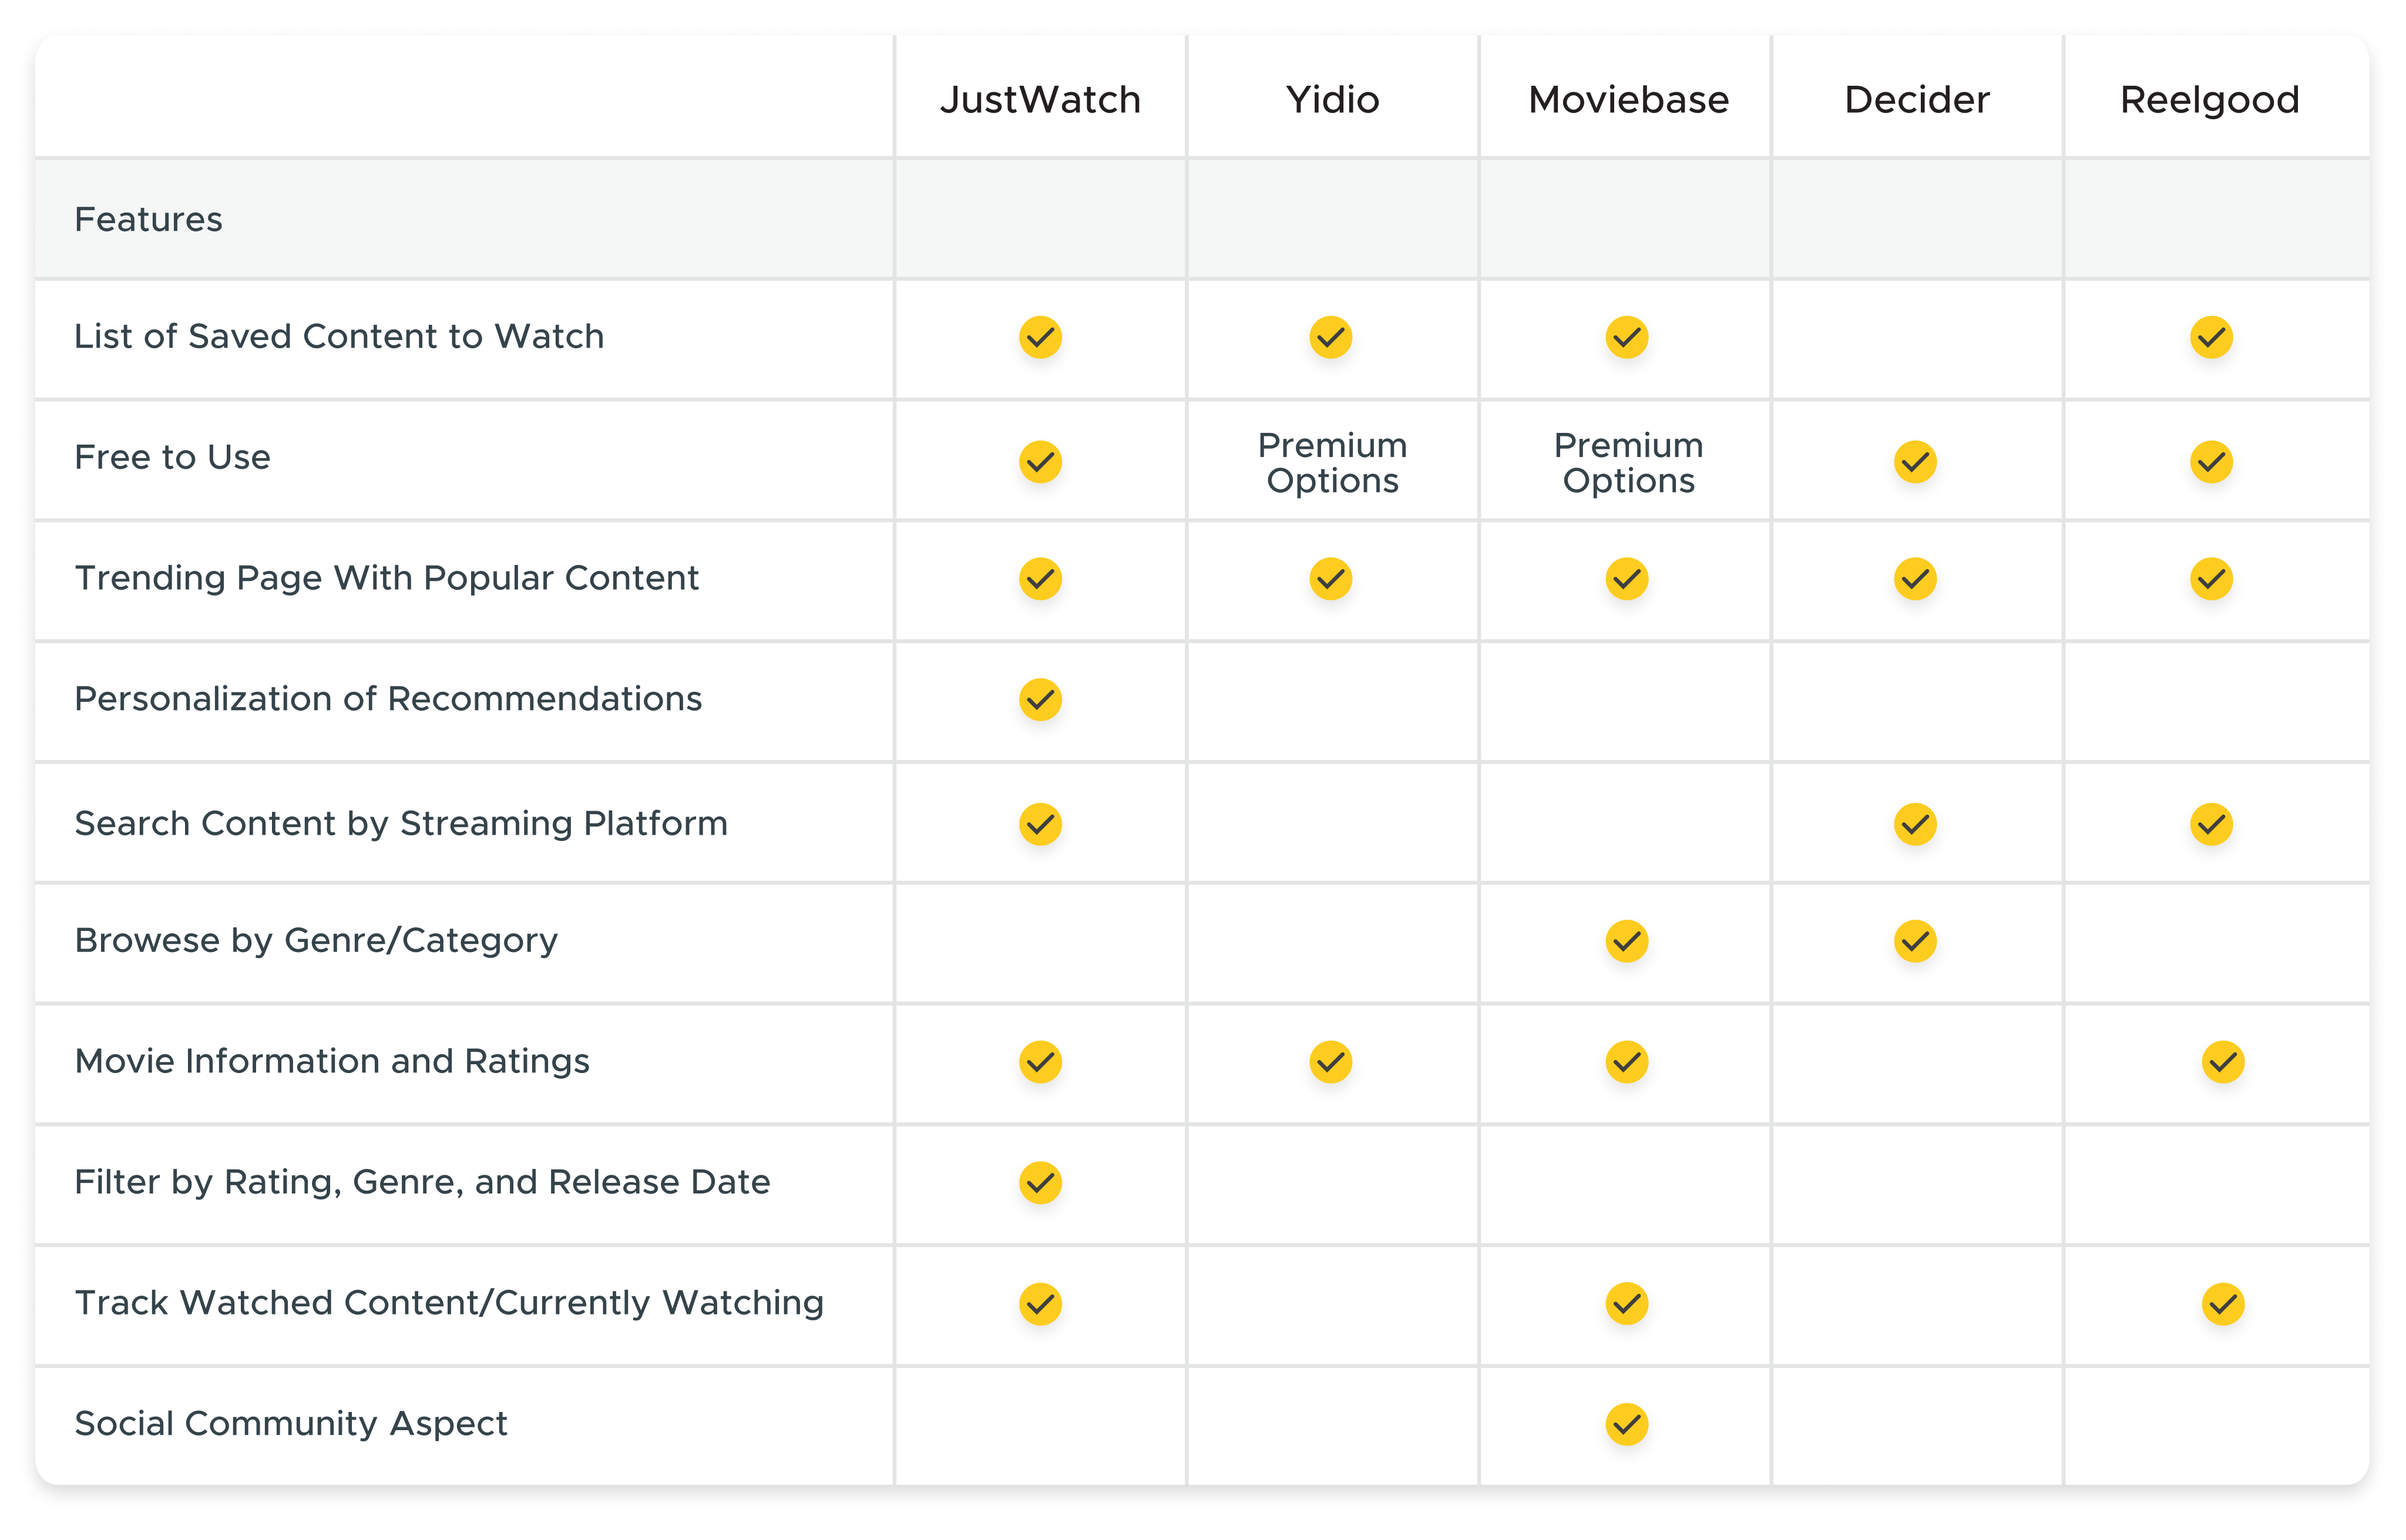 JustWatch Yidio Moviebase Decider Reelgood
Features
List of Saved Content to Watch
Free to Use
Premium
Options
Premium
Options
Trending Page With Popular Content
Personalization of Recommendations
Search Content by Streaming Platform
Browese by Genre/Category
Movie Information and Ratings
Filter by Rating, Genre, and Release Date
Track Watched Content/Currently Watching
Social Community Aspect